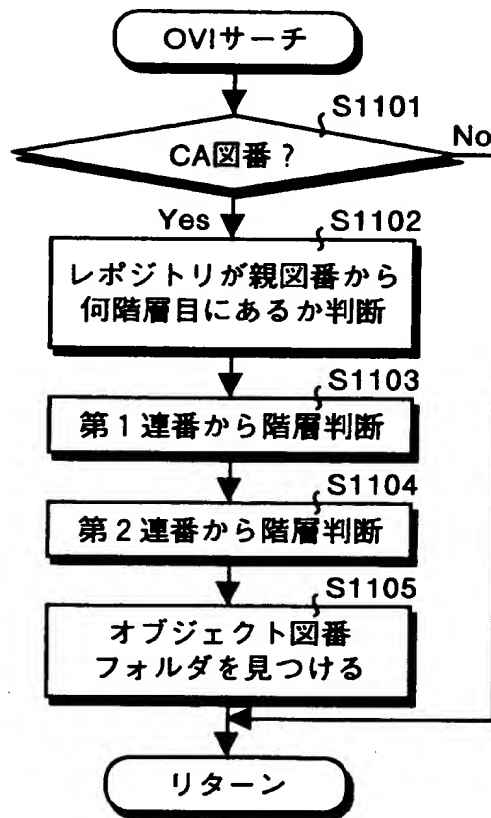 OVIサーチ
S1101
CA図番？
No
Yes
S1102
レポジトリが親図番から
何階層目にあるか判断
S1103
第1連番から階層判断
S1104
第2連番から階層判断
S1105
オブジェクト図番
フォルダを見つける
リターン